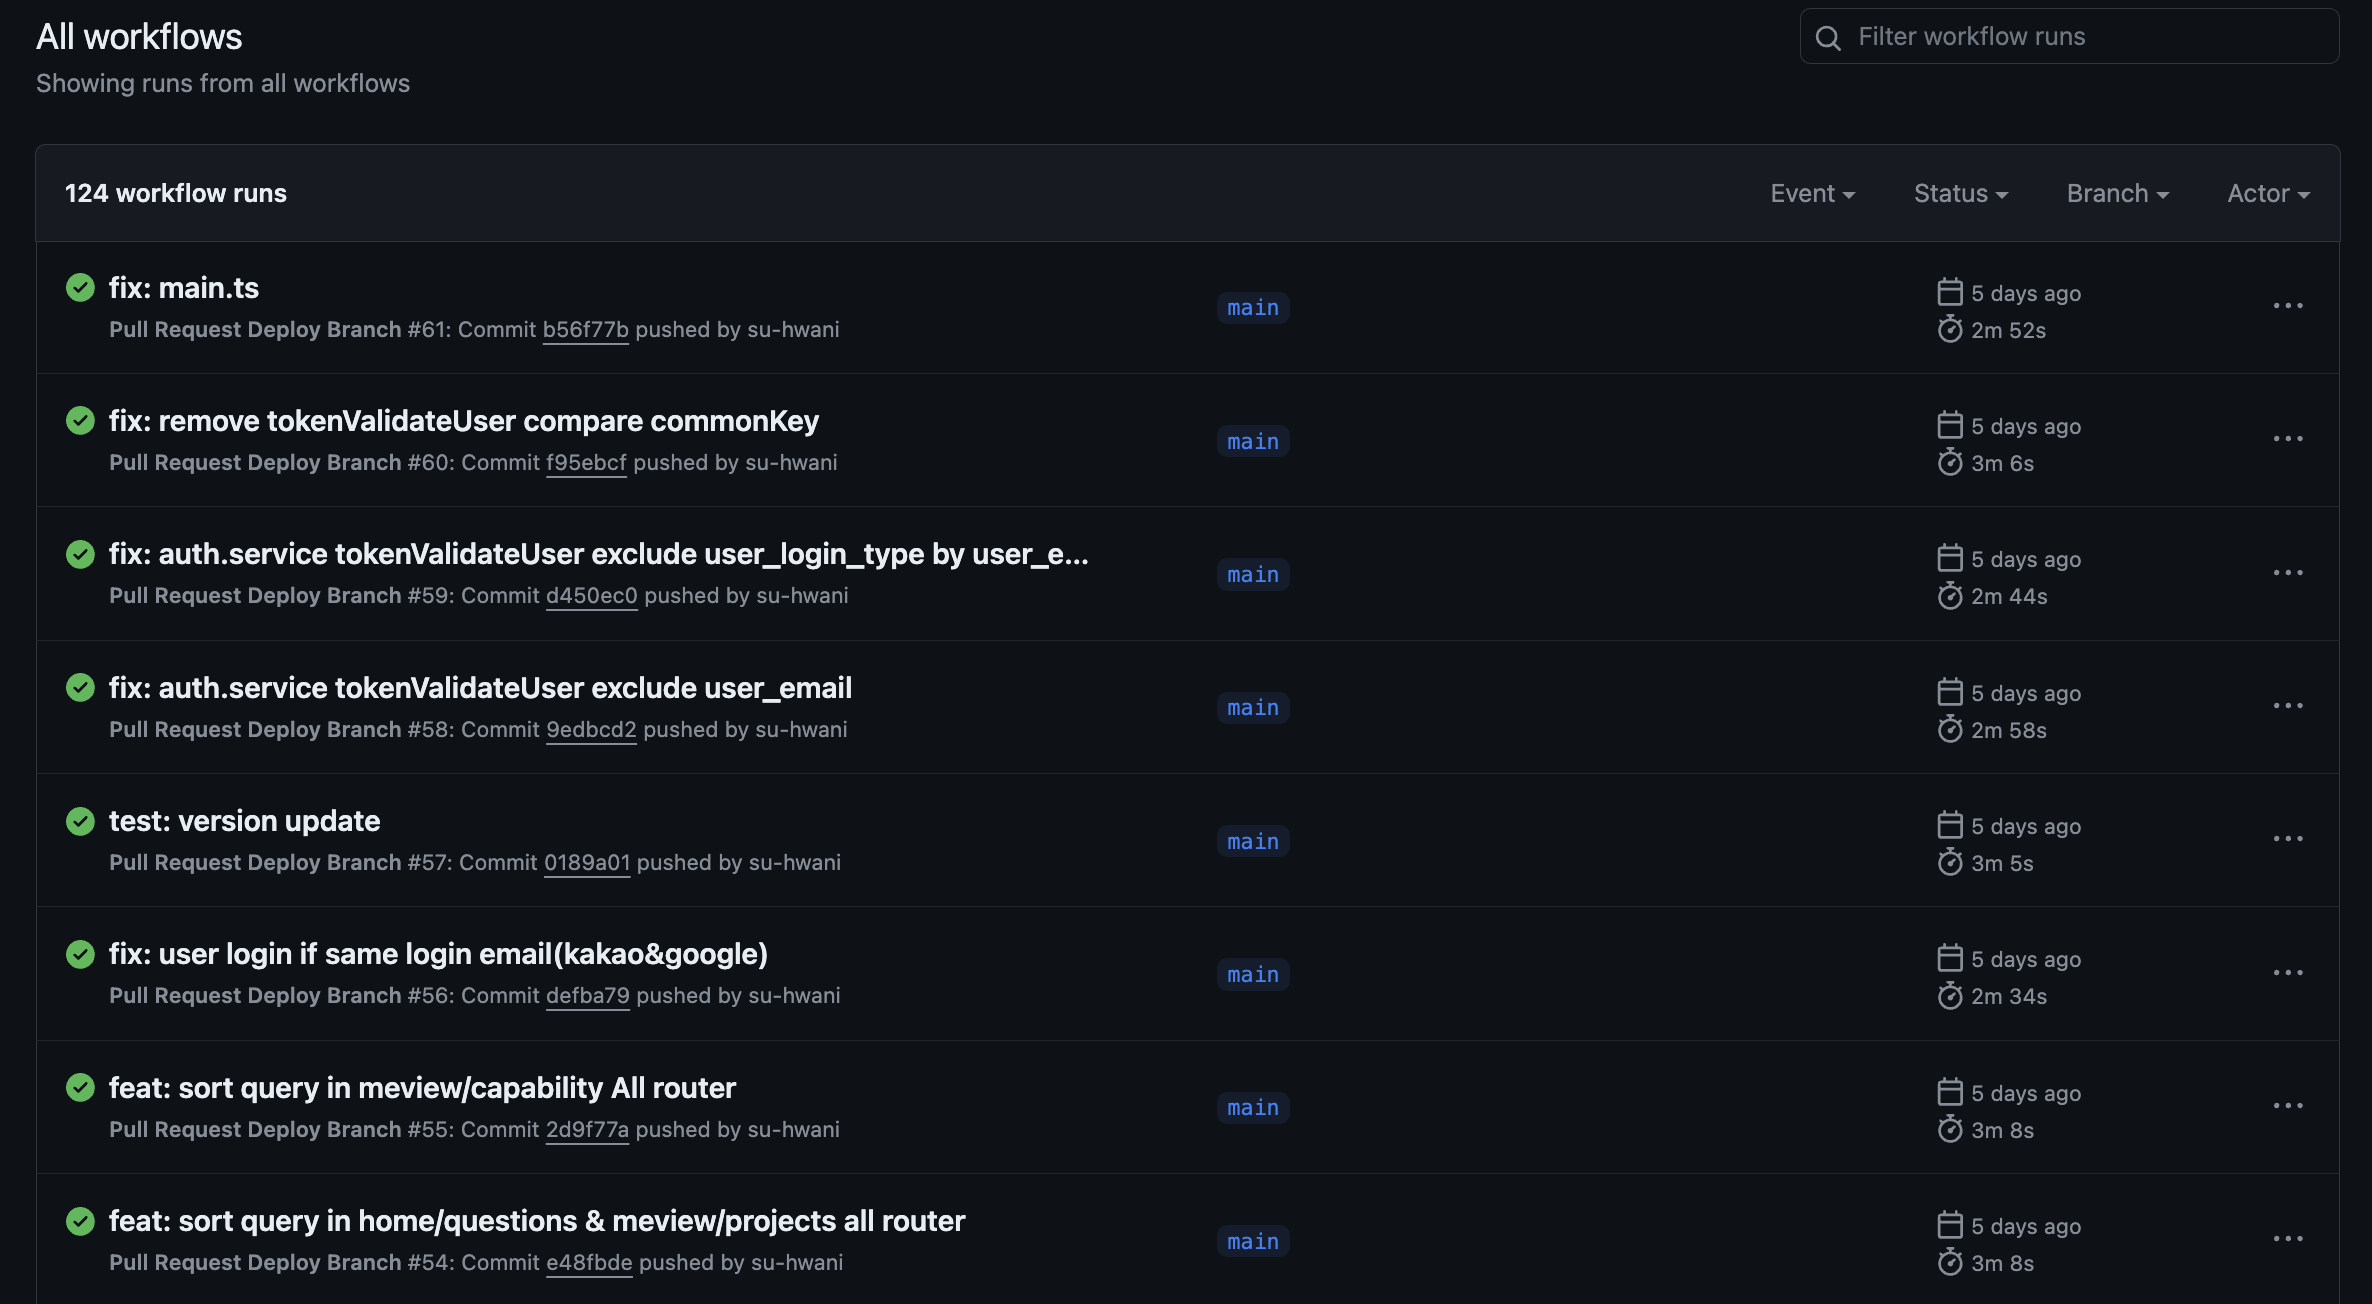 All workflows
Filter workflow runs
Showing runs from all workflows
124 workflow runs Event Status Branch Actor
fix: main.ts
Pull Request Deploy Branch #61: Commit b56f77b pushed by su-hwani
main
5 days ago
2m 52s
fix: remove tokenValidateUser compare commonKey
Pull Request Deploy Branch #60: Commit f95ebcf pushed by su-hwani
main
5 days ago
3m 6s
fix: auth.service tokenValidateUser exclude user_login_type by user_e...
Pull Request Deploy Branch #59: Commit d450ec0 pushed by su-hwani
main
5 days ago
2m 44s
fix: auth.service tokenValidateUser exclude user_email
Pull Request Deploy Branch #58: Commit 9edbcd2 pushed by su-hwani
main
5 days ago
2m 58s
test: version update
Pull Request Deploy Branch #57: Commit 0189a01 pushed by su-hwani
main
5 days ago
3m 5s
fix: user login if same login email(kakao&google)
Pull Request Deploy Branch #56: Commit defba79 pushed by su-hwani
main
5 days ago
2m 34s
feat: sort query in meview/capability All router
Pull Request Deploy Branch #55: Commit 2d9f77a pushed by su-hwani
main
5 days ago
3m 8s
feat: sort query in home/questions & meview/projects all router
Pull Request Deploy Branch #54: Commit e48fbde pushed by su-hwani
main
5 days ago
3m 8s